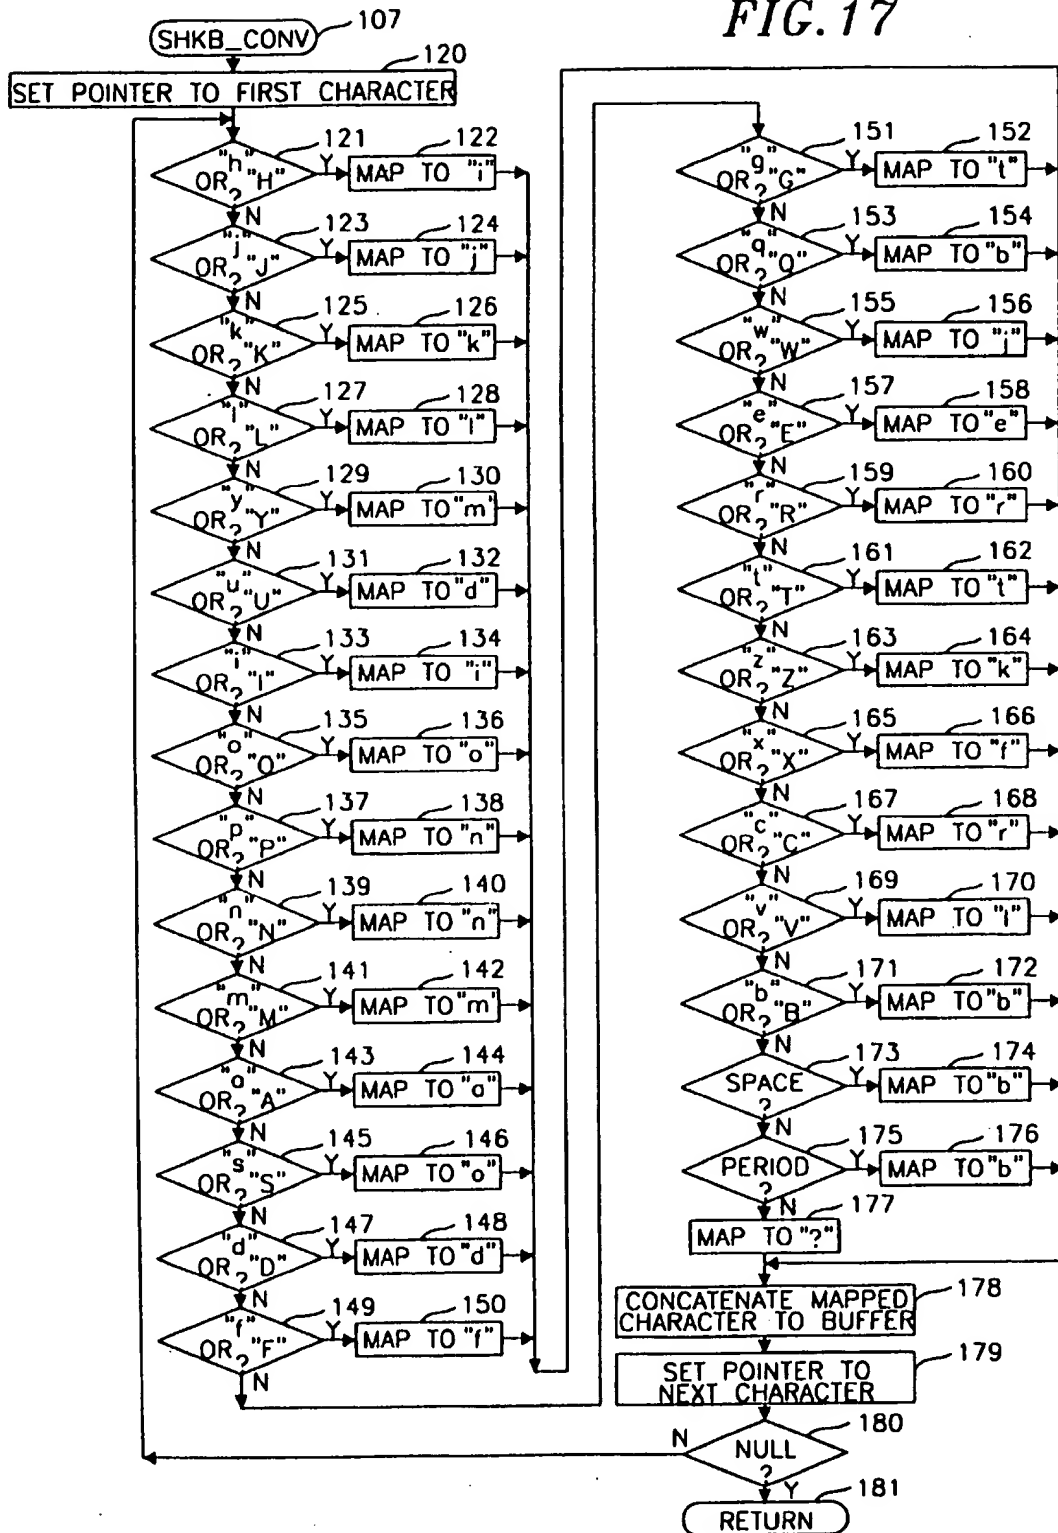 FIG. 17
SHKB_CONV 107
120
SET POINTER TO FIRST CHARACTER
"h" 121 122
OR "H" Y MAP TO "i"
? N
"j" 123 124
OR "J" Y MAP TO "j"
? N
"k" 125 126
OR "K" Y MAP TO "k"
? N
"l" 127 128
OR "L" Y MAP TO "l"
? N
"y" 129 130
OR "Y" Y MAP TO "m'
? N
"u" 131 132
OR "U" Y MAP TO "d"
? N
"i" 133 134
OR "I" Y MAP TO "i"
? N
"o" 135 136
OR "O" Y MAP TO "o"
? N
"p" 137 138
OR "P" Y MAP TO "n"
? N
"n" 139 140
OR "N" Y MAP TO "n"
? N
"m" 141 142
OR "M" Y MAP TO "m'
? N
"a" 143 144
OR "A" Y MAP TO "a"
? N
"s" 145 146
OR "S" Y MAP TO "o"
? N
"d" 147 148
OR "D" Y MAP TO "d"
? N
"f" 149 150
OR "F" Y MAP TO "f"
? N
"g" 151 152
OR "G" Y MAP TO "t"
? N
"q" 153 154
OR "Q" Y MAP TO "b"
? N
"w" 155 156
OR "W" Y MAP TO "j"
? N
"e" 157 158
OR "E" Y MAP TO "e"
? N
"r" 159 160
OR "R" Y MAP TO "r"
? N
"t" 161 162
OR "T" Y MAP TO "t"
? N
"z" 163 164
OR "Z" Y MAP TO "k"
? N
"x" 165 166
OR "X" Y MAP TO "f"
? N
"c" 167 168
OR "C" Y MAP TO "r"
? N
"v" 169 170
OR "V" Y MAP TO "l"
? N
"b" 171 172
OR "B" Y MAP TO "b"
? N
173 174
SPACE Y MAP TO "b"
? N
175 176
PERIOD Y MAP TO "b"
? N
177
MAP TO "?"
CONCATENATE MAPPED 178
CHARACTER TO BUFFER
SET POINTER TO 179
NEXT CHARACTER
180
N NULL
? Y
181
RETURN